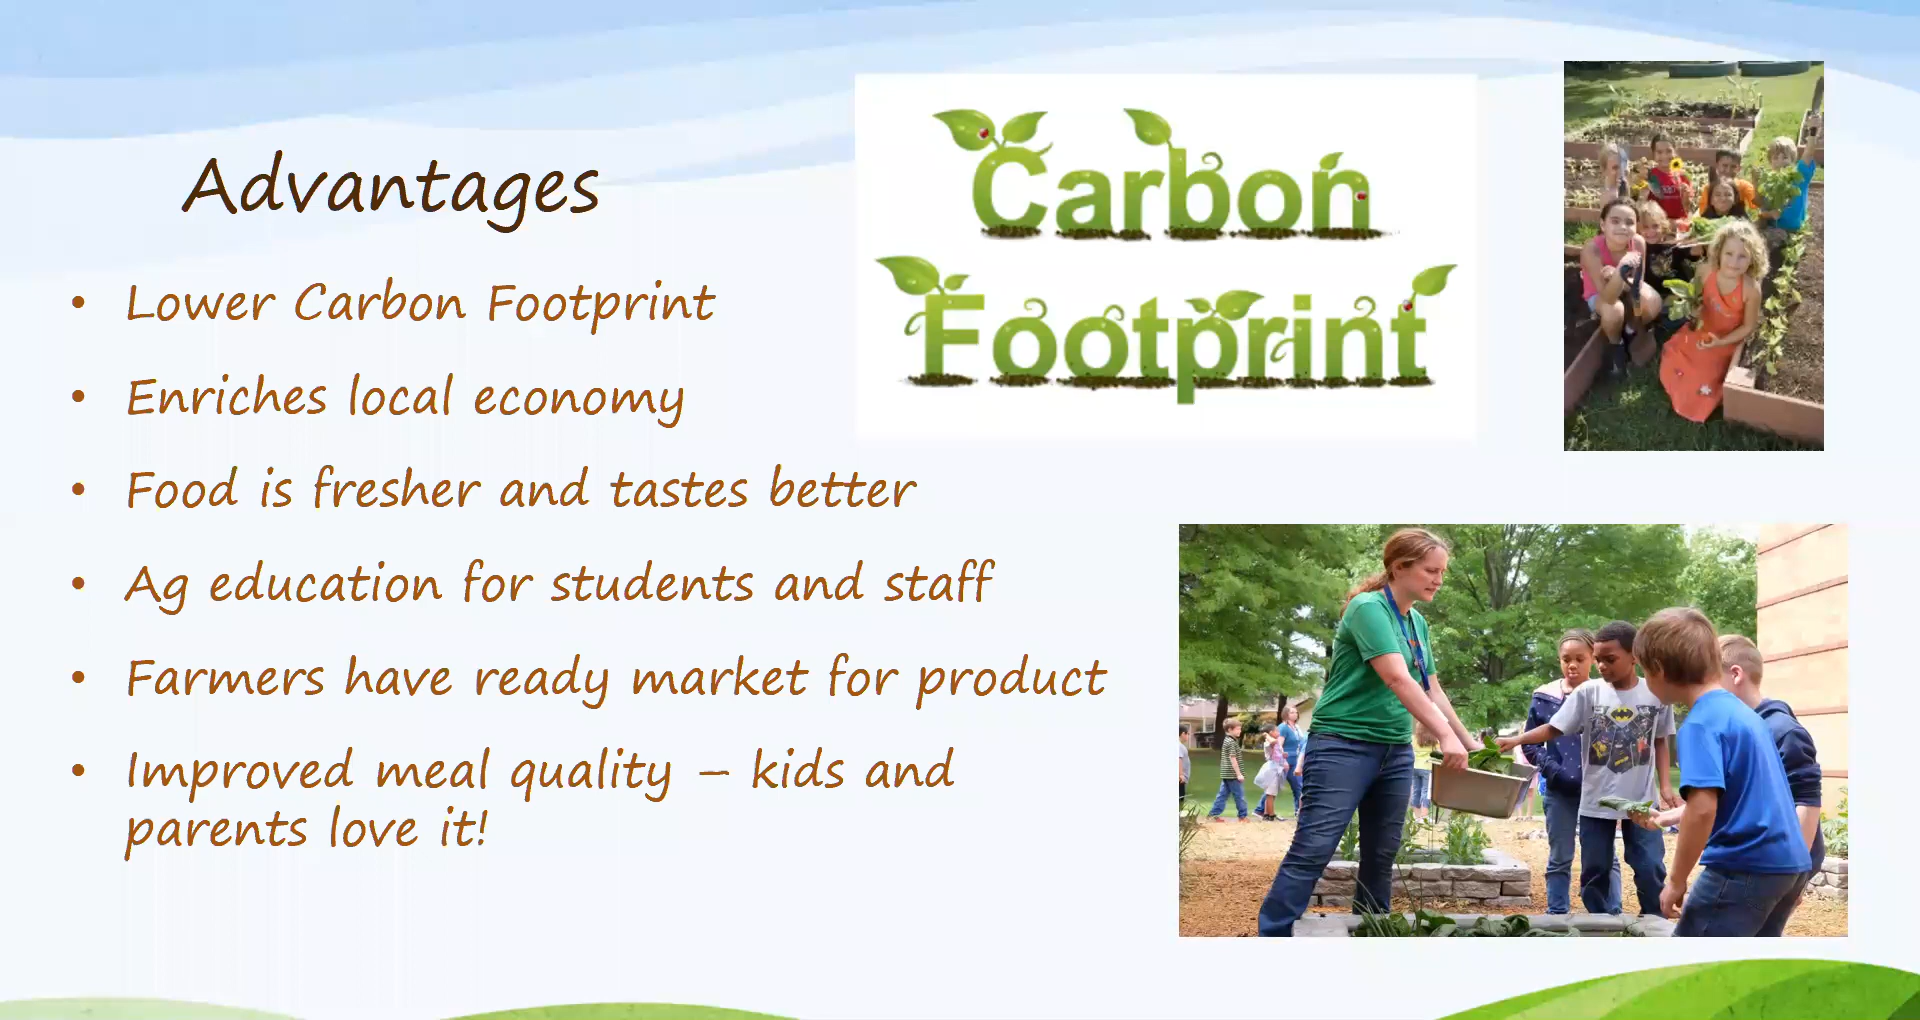 Advantages
• Lower Carbon Footprint
• Enriches local economy
• Food is fresher and tastes better
• Ag education for students and staff
• Farmers have ready market for product
• Improved meal quality – kids and
parents love it!
Carbon
Footprint